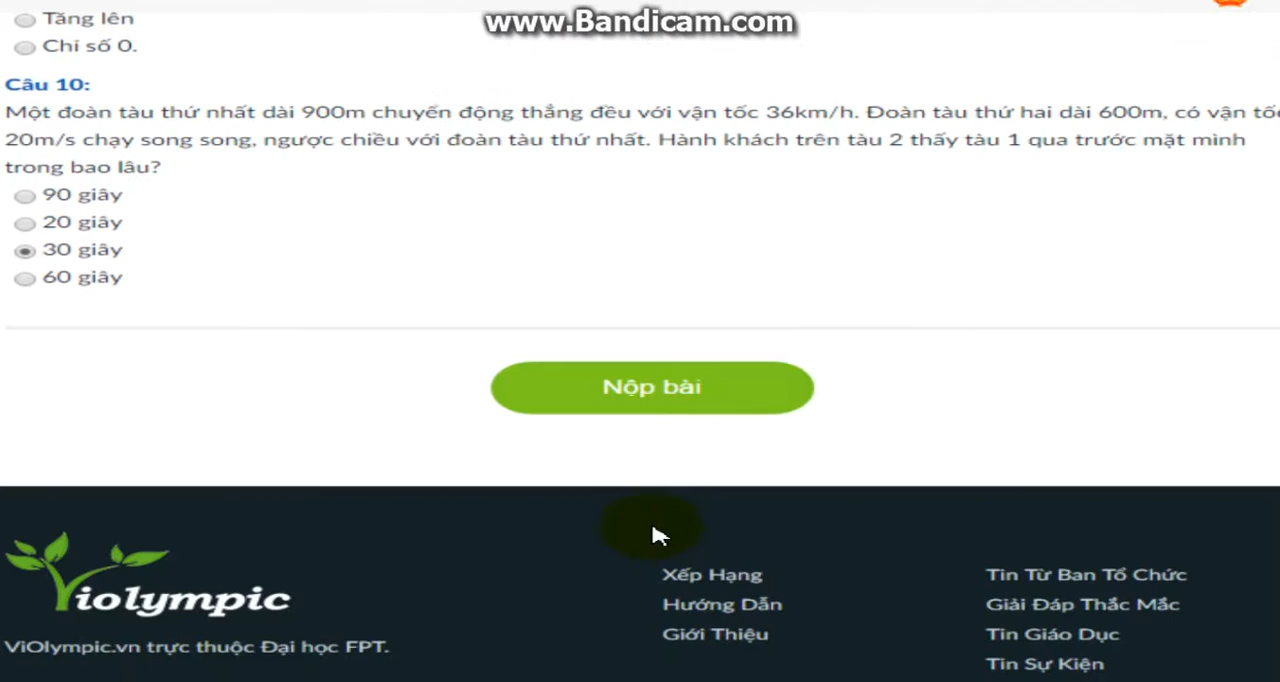 www.Bandicam.com
Tăng lên
Chỉ số 0.
Câu 10:
Một đoàn tàu thứ nhất dài 900m chuyển động thẳng đều với vận tốc 36km/h. Đoàn tàu thứ hai dài 600m, có vận
20m/s chạy song song, ngược chiều với đoàn tàu thứ nhất. Hành khách trên tàu 2 thấy tàu 1 qua trước mặt mình
trong bao lâu?
90 giây
20 giây
30 giây
60 giây
Nộp bài
Violympic
ViOlympic.vn trực thuộc Đại học FPT.
Xếp Hạng
Hướng Dẫn
Giới Thiệu
Tin Từ Ban Tổ Chức
Giải Đáp Thắc Mắc
Tin Giáo Dục
Tin Sự Kiện